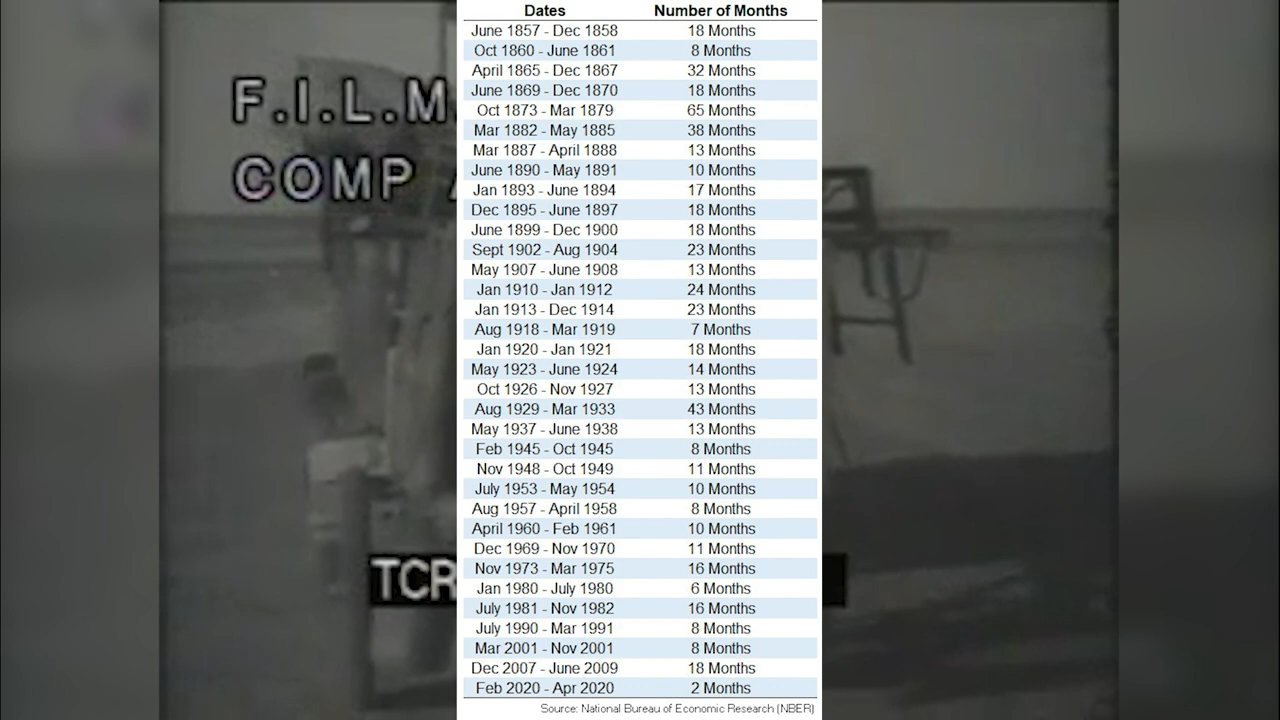 F.I.L.M.
COMP
TCR
Dates Number of Months
June 1857 - Dec 1858 18 Months
Oct 1860 - June 1861 8 Months
April 1865 - Dec 1867 32 Months
June 1869 - Dec 1870 18 Months
Oct 1873 - Mar 1879 65 Months
Mar 1882 - May 1885 38 Months
Mar 1887 - April 1888 13 Months
June 1890 - May 1891 10 Months
Jan 1893 - June 1894 17 Months
Dec 1895 - June 1897 18 Months
June 1899 - Dec 1900 18 Months
Sept 1902 - Aug 1904 23 Months
May 1907 - June 1908 13 Months
Jan 1910 - Jan 1912 24 Months
Jan 1913 - Dec 1914 23 Months
Aug 1918 - Mar 1919 7 Months
Jan 1920 - Jan 1921 18 Months
May 1923 - June 1924 14 Months
Oct 1926 - Nov 1927 13 Months
Aug 1929 - Mar 1933 43 Months
May 1937 - June 1938 13 Months
Feb 1945 - Oct 1945 8 Months
Nov 1948 - Oct 1949 11 Months
July 1953 - May 1954 10 Months
Aug 1957 - April 1958 8 Months
April 1960 - Feb 1961 10 Months
Dec 1969 - Nov 1970 11 Months
Nov 1973 - Mar 1975 16 Months
Jan 1980 - July 1980 6 Months
July 1981 - Nov 1982 16 Months
July 1990 - Mar 1991 8 Months
Mar 2001 - Nov 2001 8 Months
Dec 2007 - June 2009 18 Months
Feb 2020 - Apr 2020 2 Months
Source: National Bureau of Economic Research (NBER)